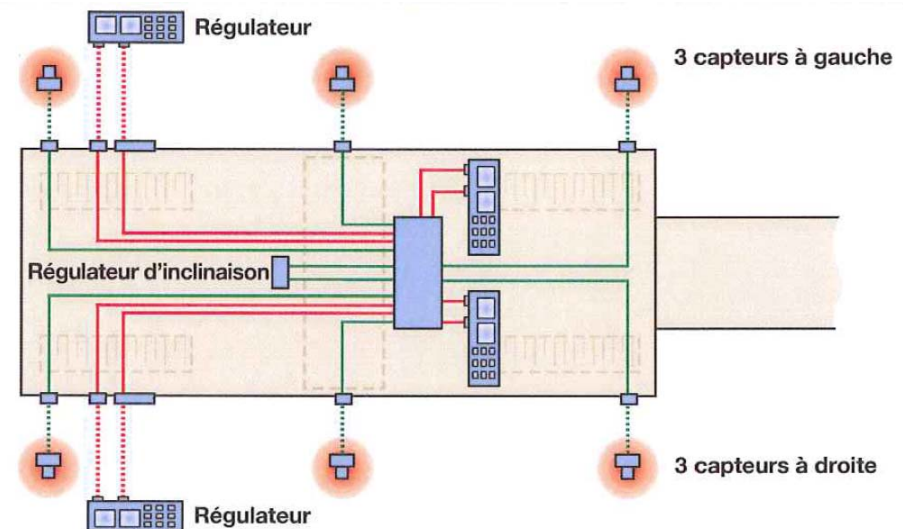 Régulateur
3 capteurs à gauche
Régulateur d'inclinaison
3 capteurs à droite
Régulateur